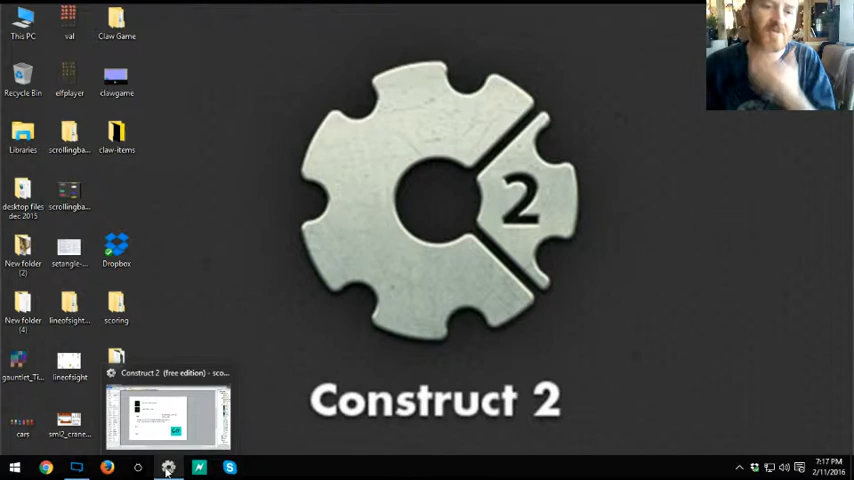 This PC
val
Claw Game
Recycle Bin
elfplayer
clawgame
Libraries
scrollingba...
claw-items
desktop files
dec 2015
scrollingba...
New folder
(2)
setangle-...
Dropbox
New folder
(4)
lineofsight...
scoring
gauntlet_Ti...
lineofsight
cars
sml2_crane...
Construct 2 (free edition) - sco...
2
Construct 2
7:17 PM
2/11/2016